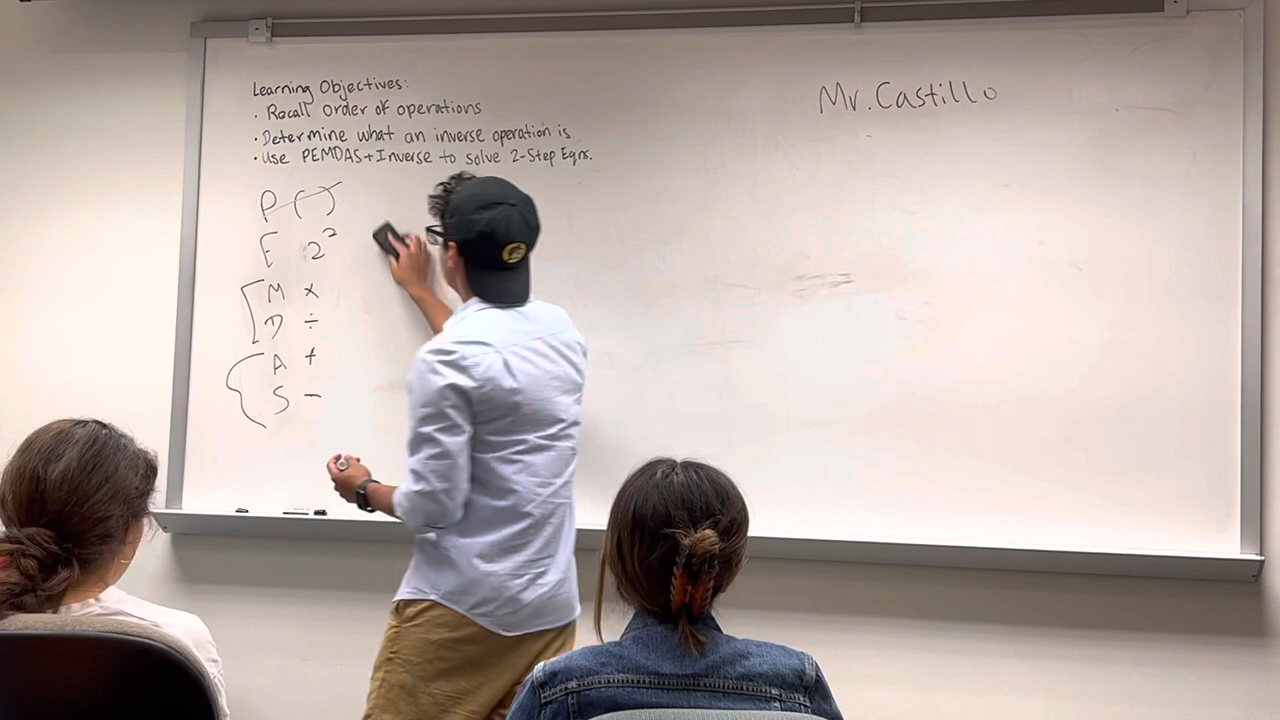 Learning Objectives:
. Recall Order of operations
. Determine what an inverse operation is
. Use PEMDAS+Inverse to solve 2-Step Eqns.
Mr. Castillo
P ( )
E 2²
M ×
D ÷
A +
S -